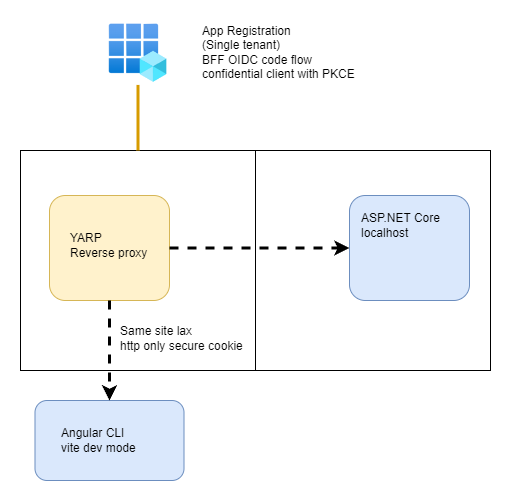 App Registration
(Single tenant)
BFF OIDC code flow
confidential client with PKCE
YARP
Reverse proxy
ASP.NET Core
localhost
Same site lax
http only secure cookie
Angular CLI
vite dev mode